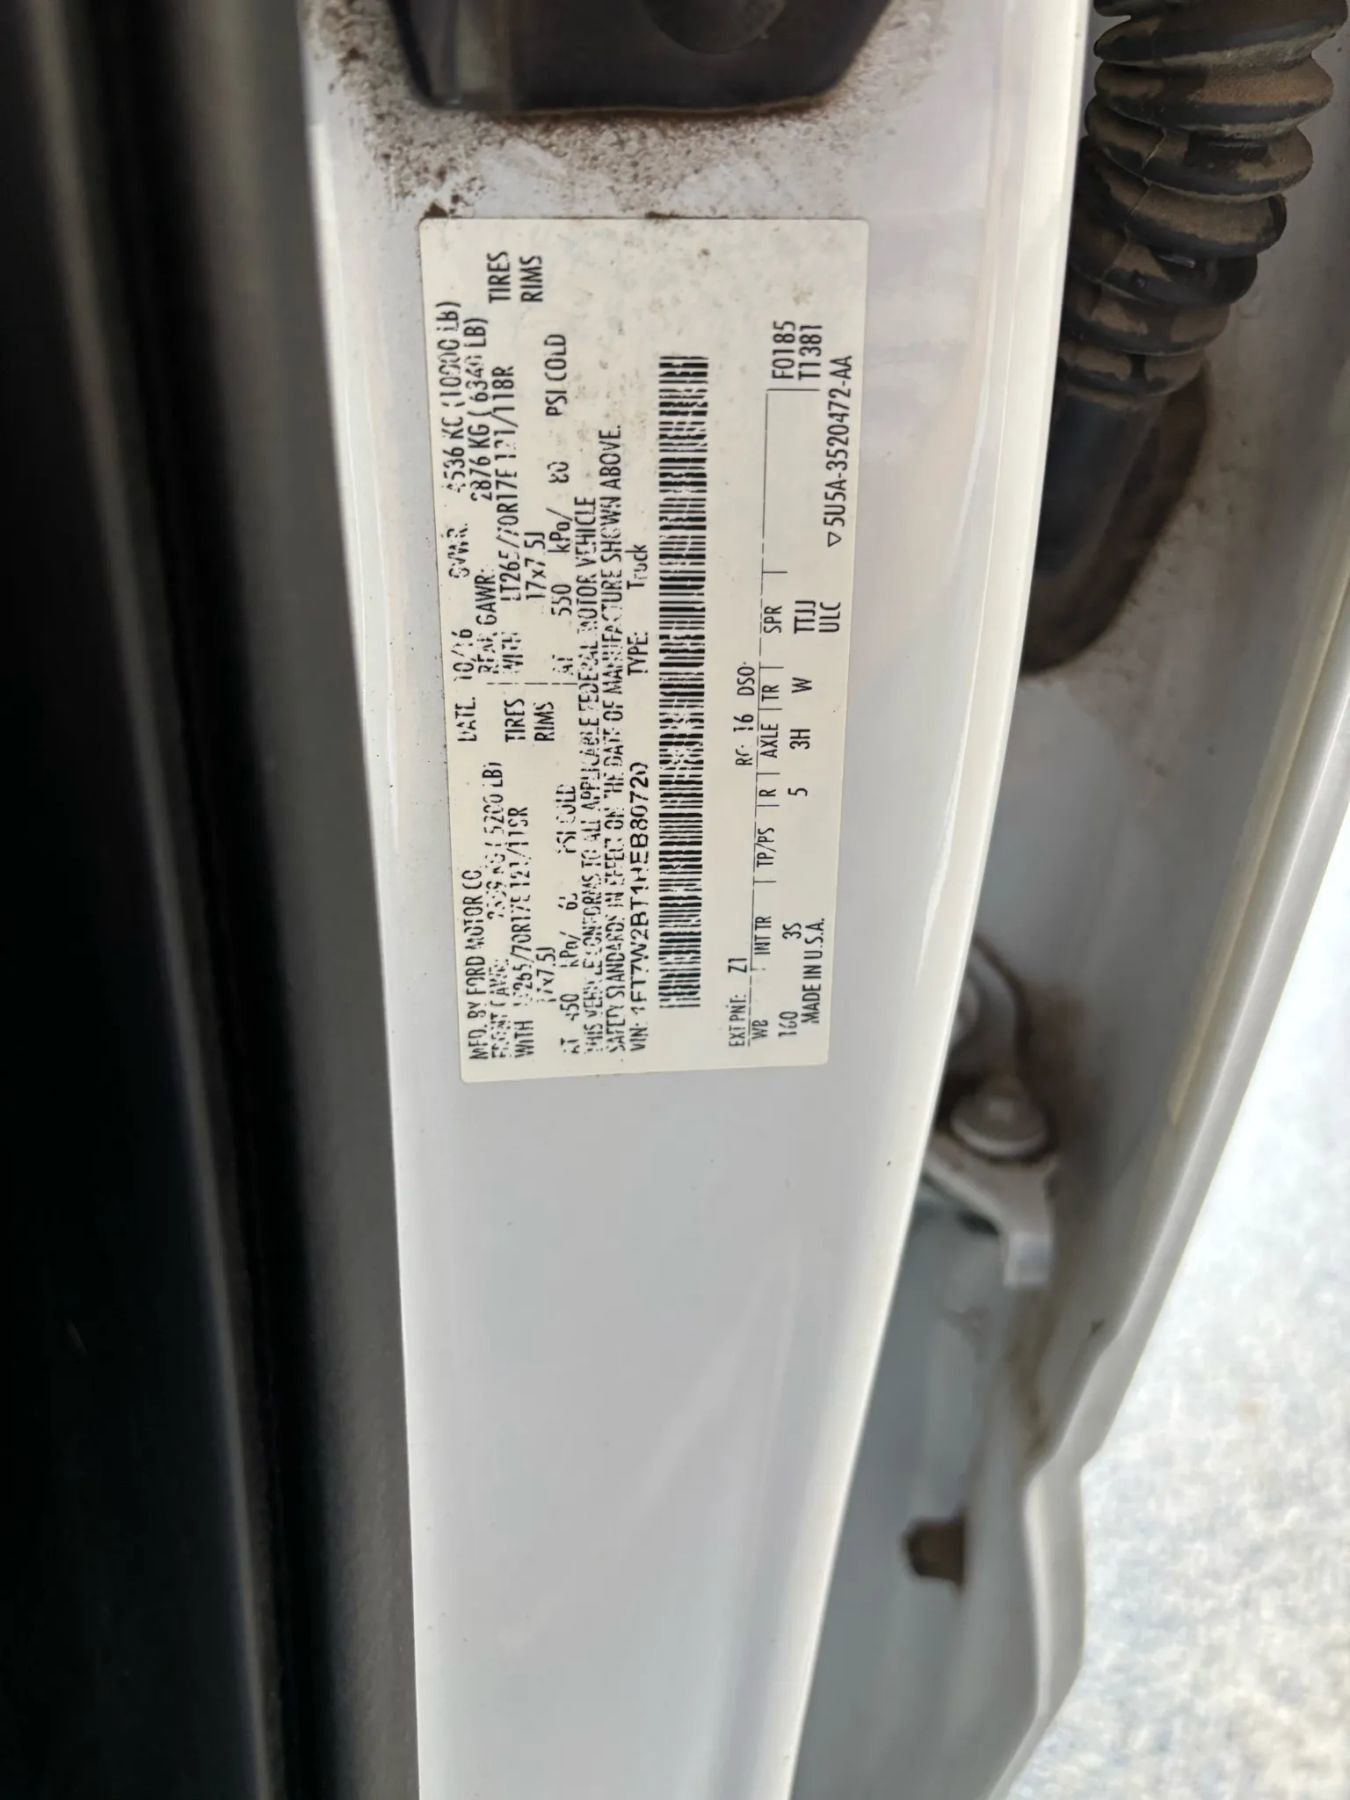 MFD. BY FORD MOTOR CO.
DATE: 10/16 GVWR: 4536 KG (10000 LB)
FRONT GAWR: 5200 LB)
REAR GAWR: 2876 KG ( 6340 LB)
WITH LT265/70R17E 121/118R TIRES
WITH LT265/70R17E 121/118R TIRES
17x7.5J RIMS
17x7.5J RIMS
AT 450 kPa/ PSI COLD
AT 550 kPa/ 80 PSI COLD
THIS VEHICLE CONFORMS TO ALL APPLICABLE FEDERAL MOTOR VEHICLE
SAFETY STANDARDS IN EFFECT ON THE DATE OF MANUFACTURE SHOWN ABOVE.
VIN: 1FT7W2BT1HEB80720 TYPE: Truck
EXT PNT: Z1 RC: 16 DSO:
WB INT TR TP/PS R AXLE TR SPR F0185
160 3S 5 3H W TTJJ T1381
MADE IN U.S.A. ULC
▽5U5A-3520472-AA